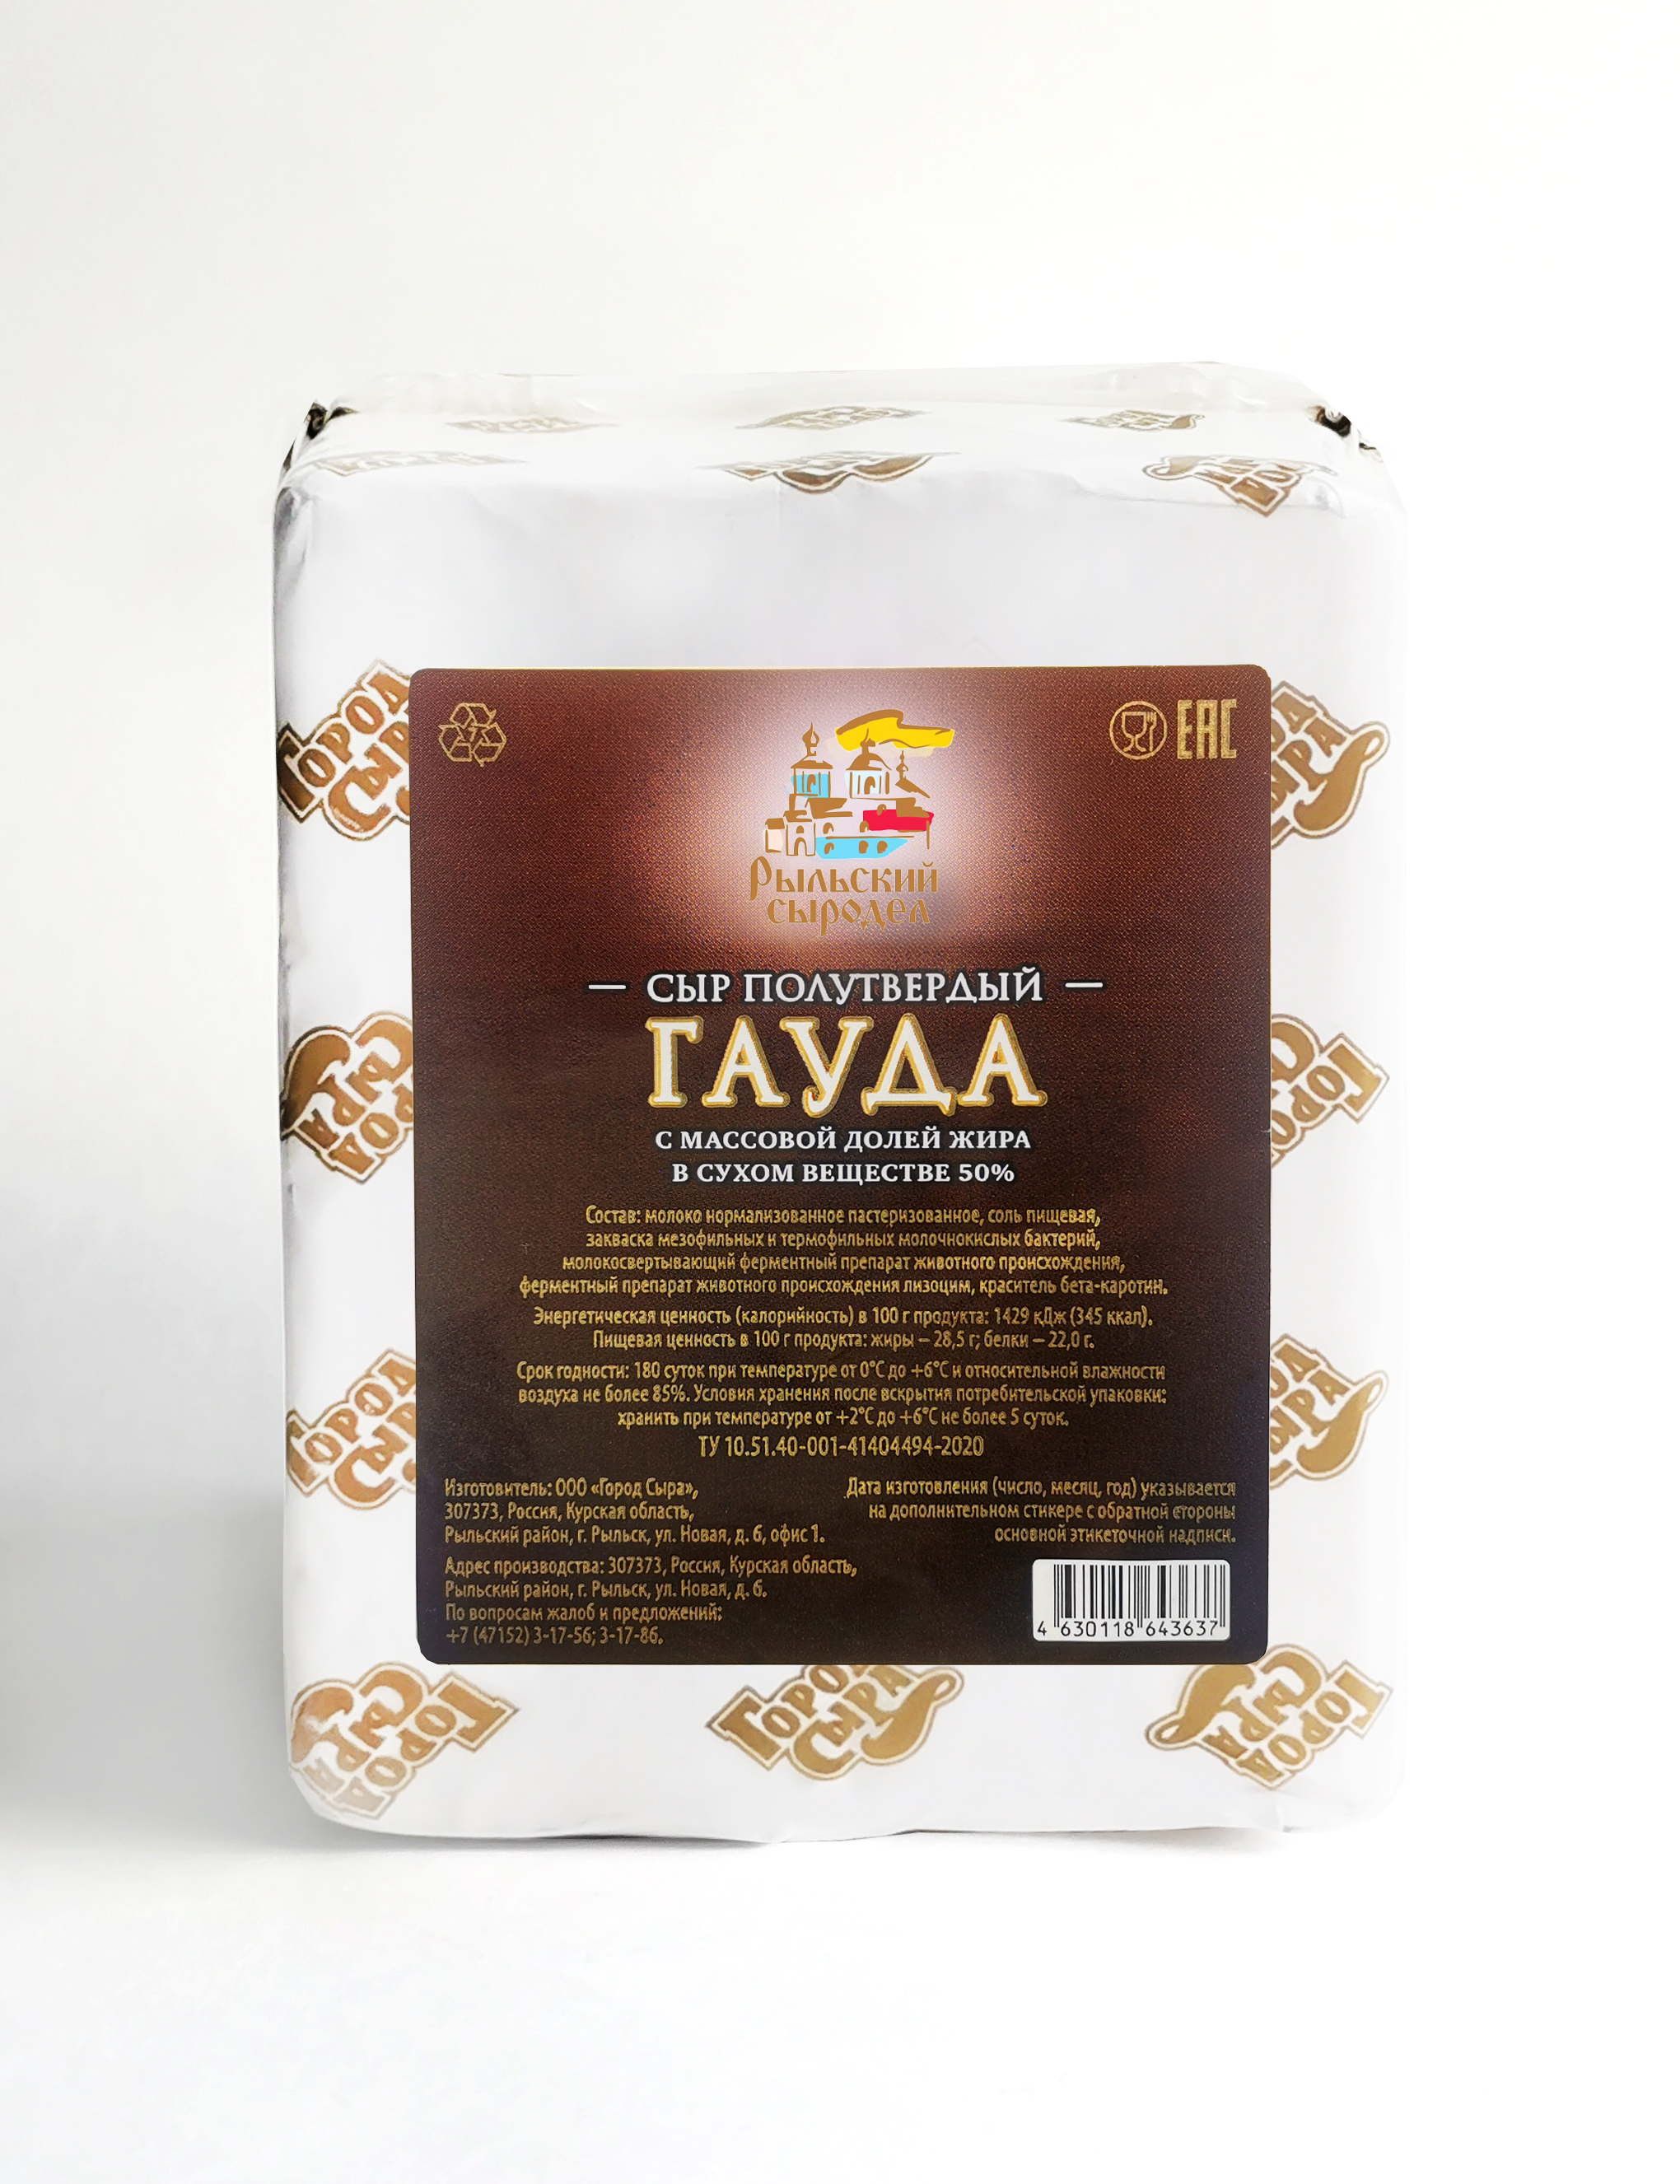 ГОРОД
СЫРА
7
EAC
Рыльский
сыродел
— СЫР ПОЛУТВЕРДЫЙ —
ГАУДА
С МАССОВОЙ ДОЛЕЙ ЖИРА
В СУХОМ ВЕЩЕСТВЕ 50%
Состав: молоко нормализованное пастеризованное, соль пищевая,
закваска мезофильных и термофильных молочнокислых бактерий,
молокосвертывающий ферментный препарат животного происхождения,
ферментный препарат животного происхождения лизоцим, краситель бета-каротин.
Энергетическая ценность (калорийность) в 100 г продукта: 1429 кДж (345 ккал).
Пищевая ценность в 100 г продукта: жиры – 28,5 г; белки – 22,0 г.
Срок годности: 180 суток при температуре от 0°С до +6°С и относительной влажности
воздуха не более 85%. Условия хранения после вскрытия потребительской упаковки:
хранить при температуре от +2°С до +6°С не более 5 суток.
ТУ 10.51.40-001-41404494-2020
Изготовитель: ООО «Город Сыра»,
307373, Россия, Курская область,
Рыльский район, г. Рыльск, ул. Новая, д. 6, офис 1.
Адрес производства: 307373, Россия, Курская область,
Рыльский район, г. Рыльск, ул. Новая, д. 6.
По вопросам жалоб и предложений:
+7 (47152) 3-17-56; 3-17-86.
Дата изготовления (число, месяц, год) указывается
на дополнительном стикере с обратной стороны
основной этикеточной надписи.
4 630118 643637
ГОРОД
СЫРА
ГОРОД
СЫРА
ГОРОД
СЫРА